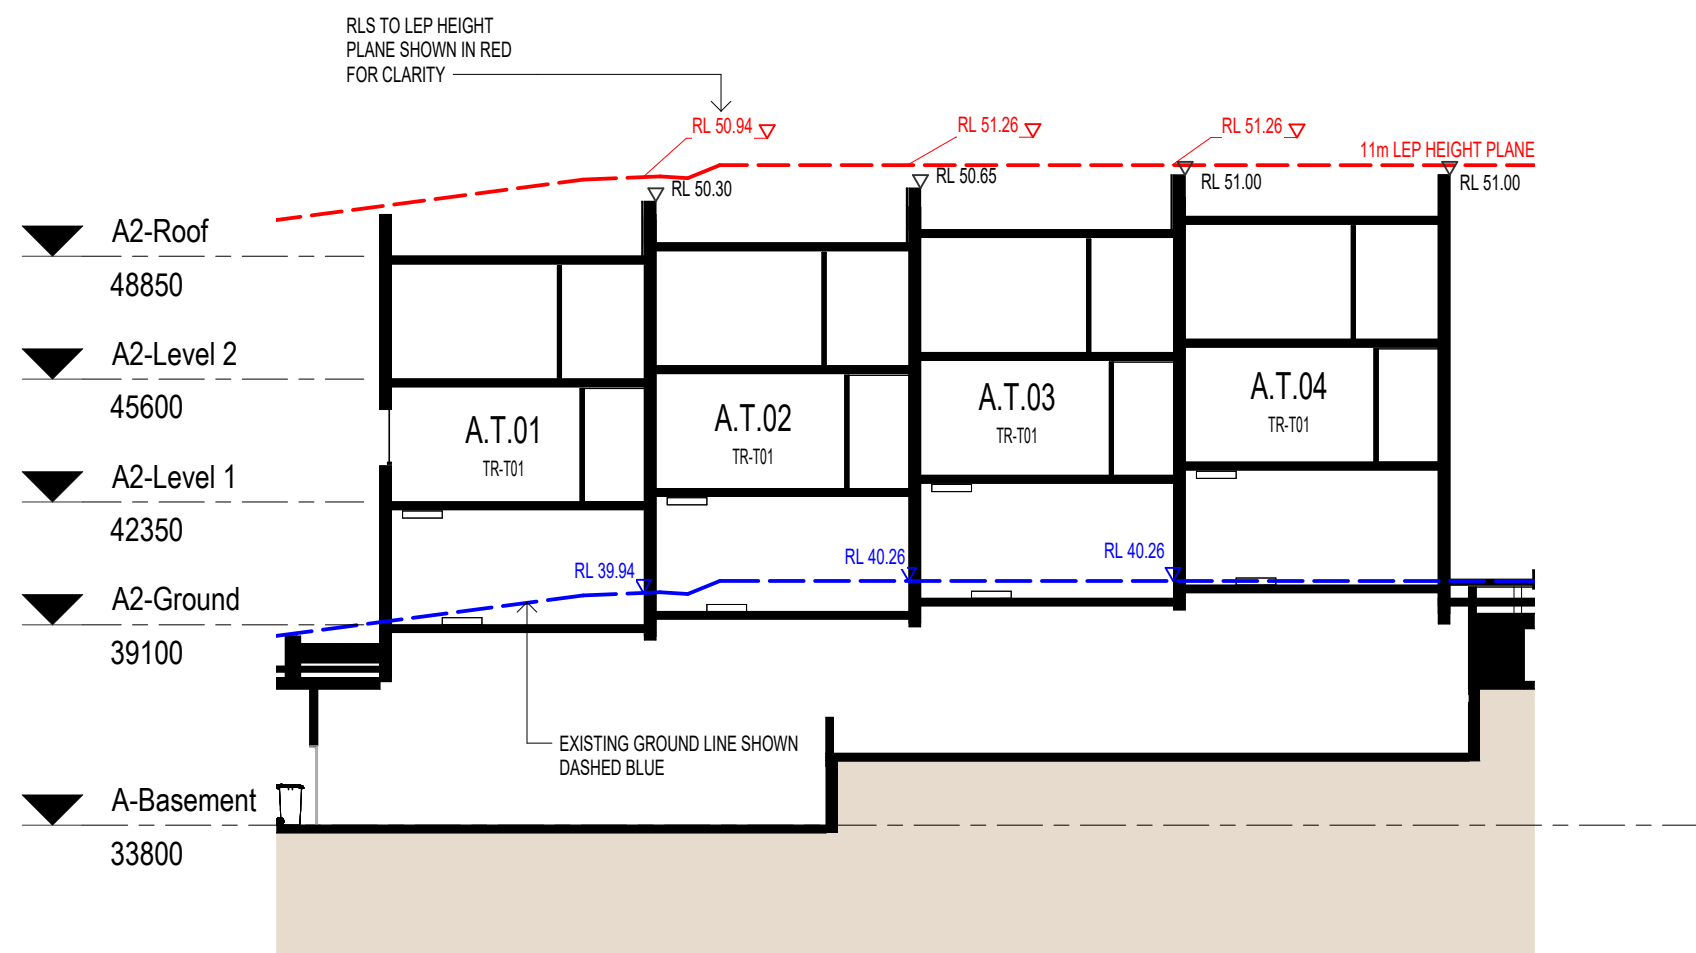 RLS TO LEP HEIGHT
PLANE SHOWN IN RED
FOR CLARITY
RL 50.94
RL 51.26
RL 51.26
11m LEP HEIGHT PLANE
RL 50.30
RL 50.65
RL 51.00
RL 51.00
A2-Roof
48850
A2-Level 2
45600
A.T.01
TR-T01
A.T.02
TR-T01
A.T.03
TR-T01
A.T.04
TR-T01
A2-Level 1
42350
RL 39.94
RL 40.26
RL 40.26
A2-Ground
39100
EXISTING GROUND LINE SHOWN
DASHED BLUE
A-Basement
33800